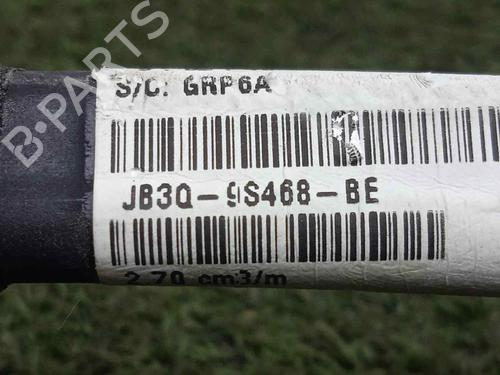 B-PARTS
S/C: GRP6A
JB3Q-9S468-BE
2,70 cm3/m